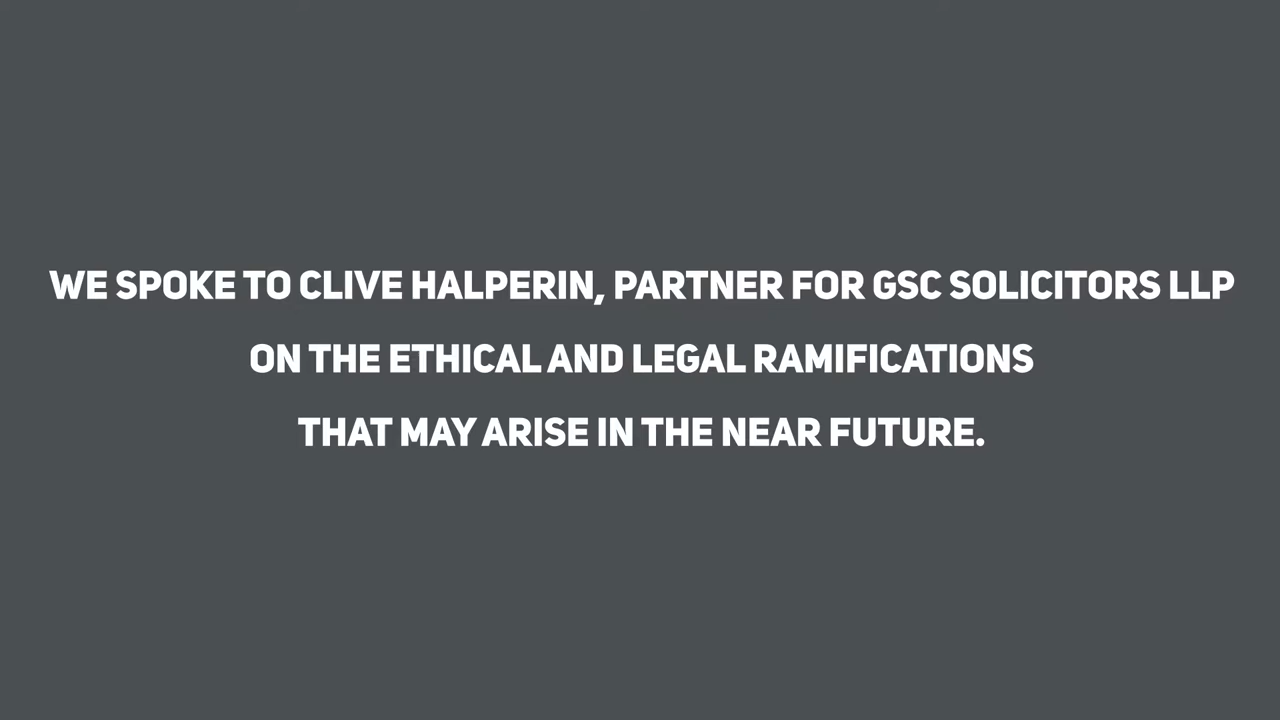 WE SPOKE TO CLIVE HALPERIN, PARTNER FOR GSC SOLICITORS LLP
ON THE ETHICAL AND LEGAL RAMIFICATIONS
THAT MAY ARISE IN THE NEAR FUTURE.